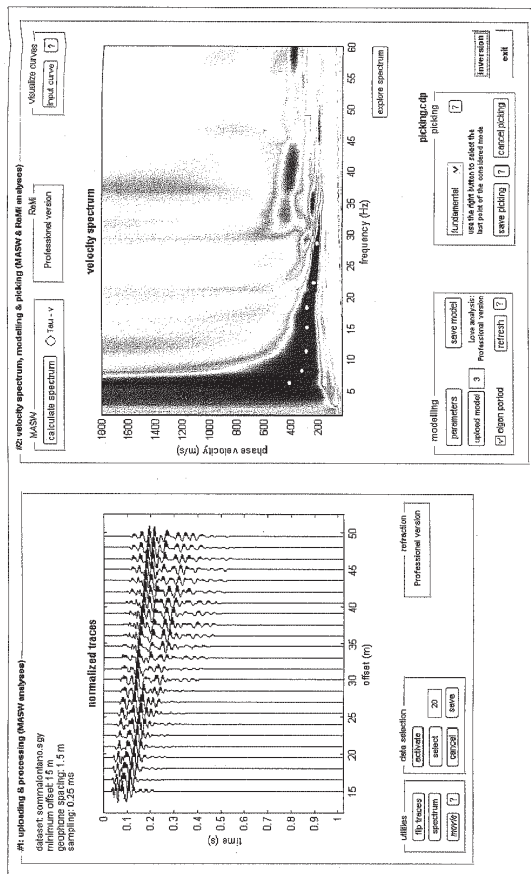 #1: uploading & processing (MASW analyses)
dataset: sommalontano.sgy
minimum offset: 15 m
geophone spacing: 1.5 m
sampling: 0.25 ms
normalized traces
0
0.1
0.2
0.3
0.4
0.5
0.6
0.7
0.8
0.9
1
time (s)
15
20
25
30
35
40
45
50
offset (m)
utilities
flip traces
spectrum
movie
?
data selection
activate
select
20
cancel
save
refraction
Professional version
#2: velocity spectrum, modelling & picking (MASW & ReMi analyses)
MASW
calculate spectrum
Tau - v
ReMi
Professional version
visualize curves
input curve
?
velocity spectrum
1800
1600
1400
1200
1000
800
600
400
200
phase velocity (m/s)
5
10
15
20
25
30
35
40
45
50
55
60
frequency (Hz)
explore spectrum
modelling
parameters
save model
upload model
3
Love analysis:
Professional version
eigen period
refresh
?
picking.cdp
picking
fundamental
?
use the right button to select the
last point of the considered mode
save picking
?
cancel picking
inversion
exit